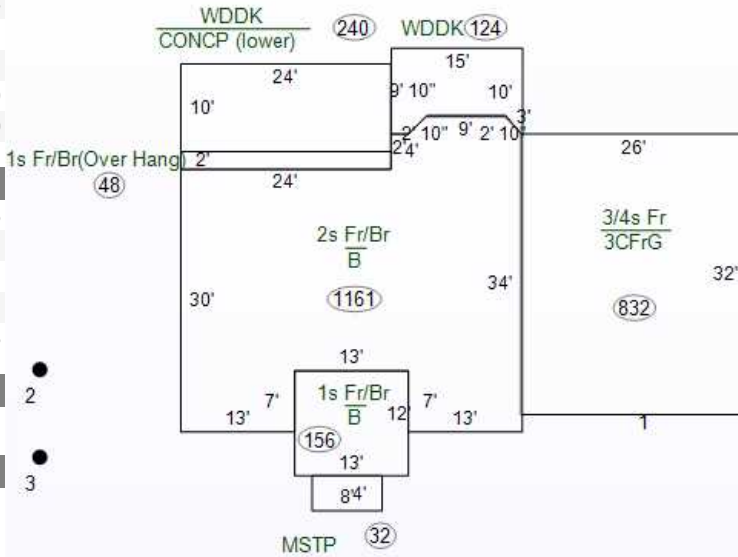 WDDK
CONCP (lower)
240
WDDK 124
24'
15'
10'
9' 10"
10'
3'
2' 10" 9' 2' 10"
2' 4'
26'
1s Fr/Br(Over Hang) 2'
48
24'
2s Fr/Br
B
1161
3/4s Fr
3CFrG
832
32'
34'
30'
13'
2
7'
1s Fr/Br
B
12'
7'
13'
13'
156
13'
1
3
8'4'
MSTP 32